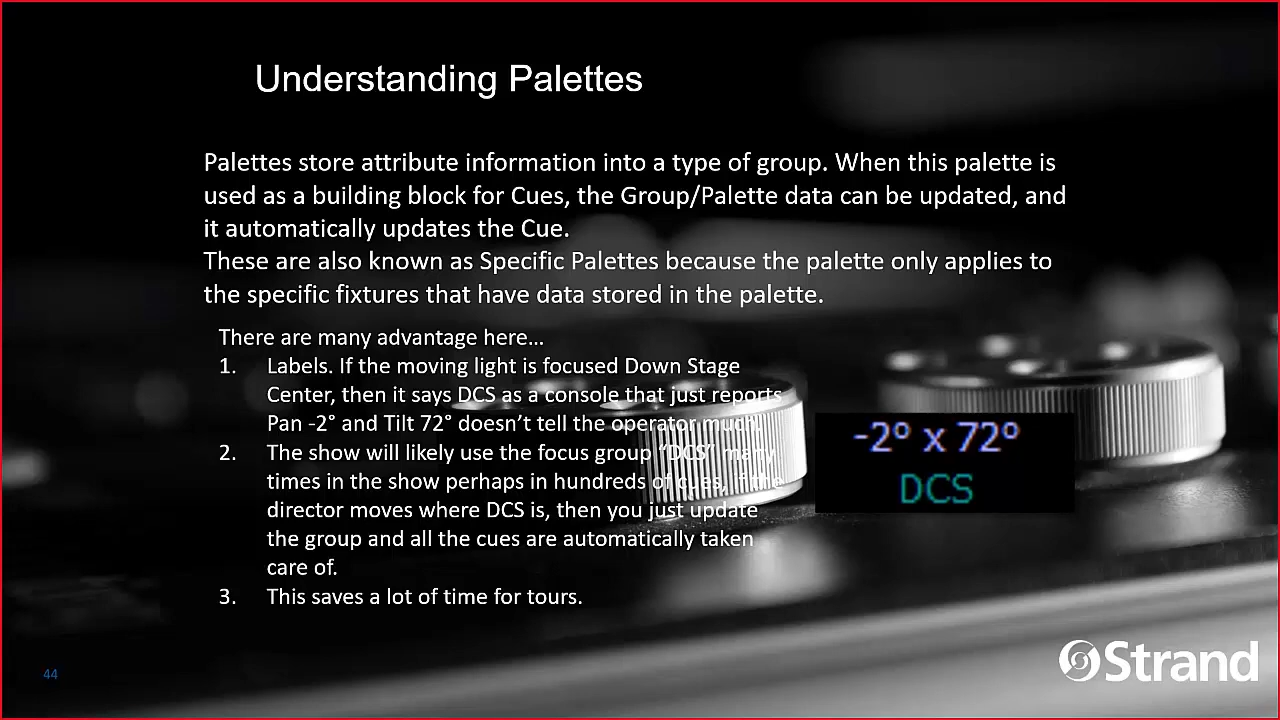 Understanding Palettes
Palettes store attribute information into a type of group. When this palette is
used as a building block for Cues, the Group/Palette data can be updated, and
it automatically updates the Cue.
These are also known as Specific Palettes because the palette only applies to
the specific fixtures that have data stored in the palette.
There are many advantage here…
1. Labels. If the moving light is focused Down Stage
Center, then it says DCS as a console that just reports
Pan -2° and Tilt 72° doesn’t tell the operator much.
2. The show will likely use the focus group “DCS” many
times in the show perhaps in hundreds of cues, if the
director moves where DCS is, then you just update
the group and all the cues are automatically taken
care of.
3. This saves a lot of time for tours.
-2º x 72º
DCS
44
Strand